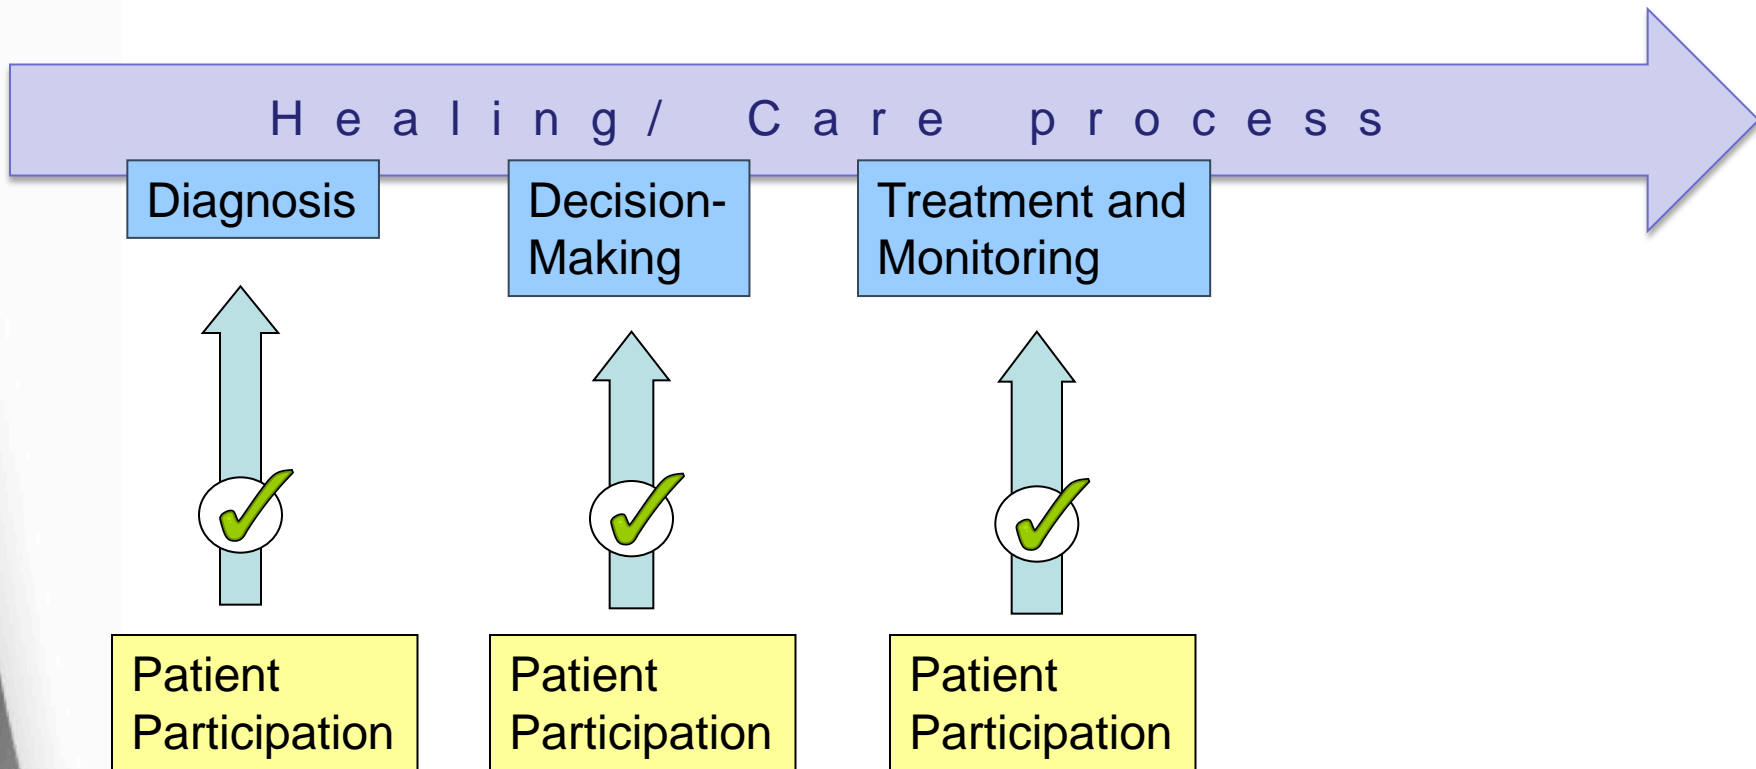 Healing/ Care process
Diagnosis
Decision-
Making
Treatment and
Monitoring
Patient
Participation
Patient
Participation
Patient
Participation